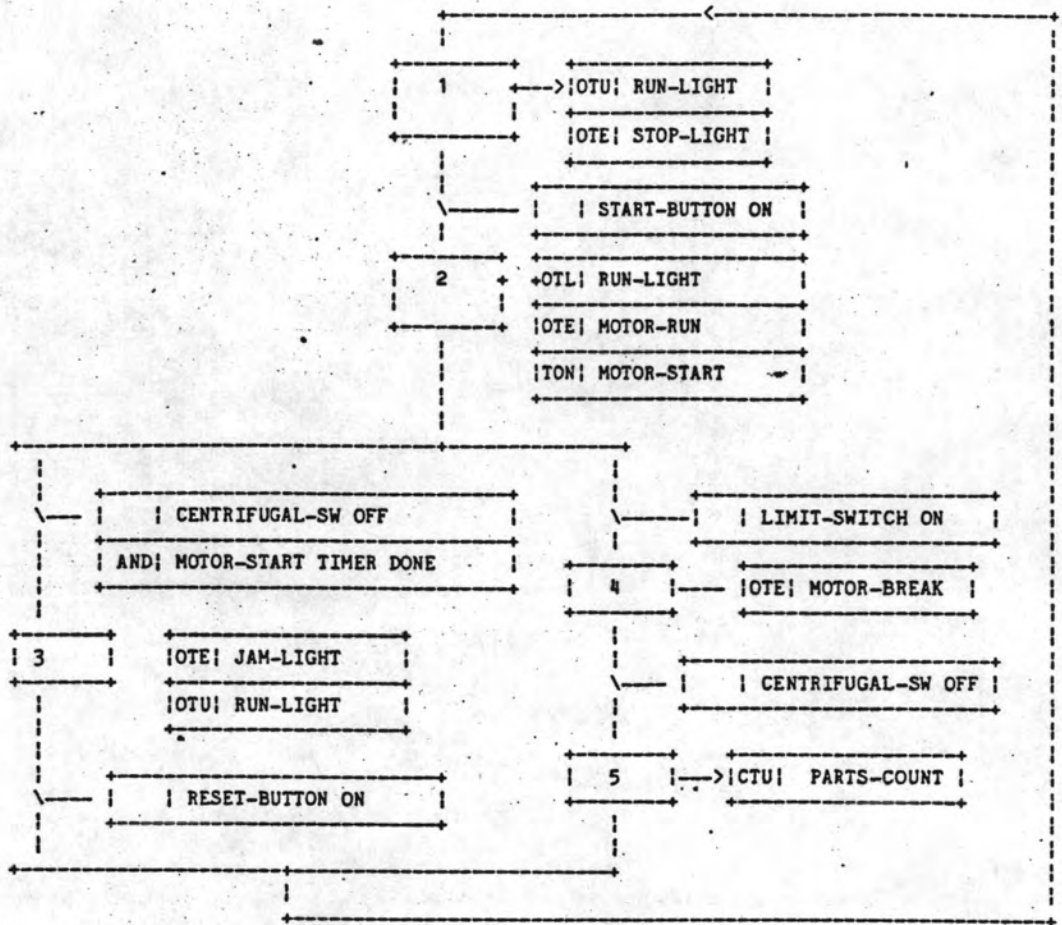 1
OTU| RUN-LIGHT
OTE| STOP-LIGHT
START-BUTTON ON
2
OTL| RUN-LIGHT
OTE| MOTOR-RUN
TON| MOTOR-START
CENTRIFUGAL-SW OFF
AND| MOTOR-START TIMER DONE
LIMIT-SWITCH ON
4
OTE| MOTOR-BREAK
3
OTE| JAM-LIGHT
OTU| RUN-LIGHT
CENTRIFUGAL-SW OFF
5
CTU| PARTS-COUNT
RESET-BUTTON ON